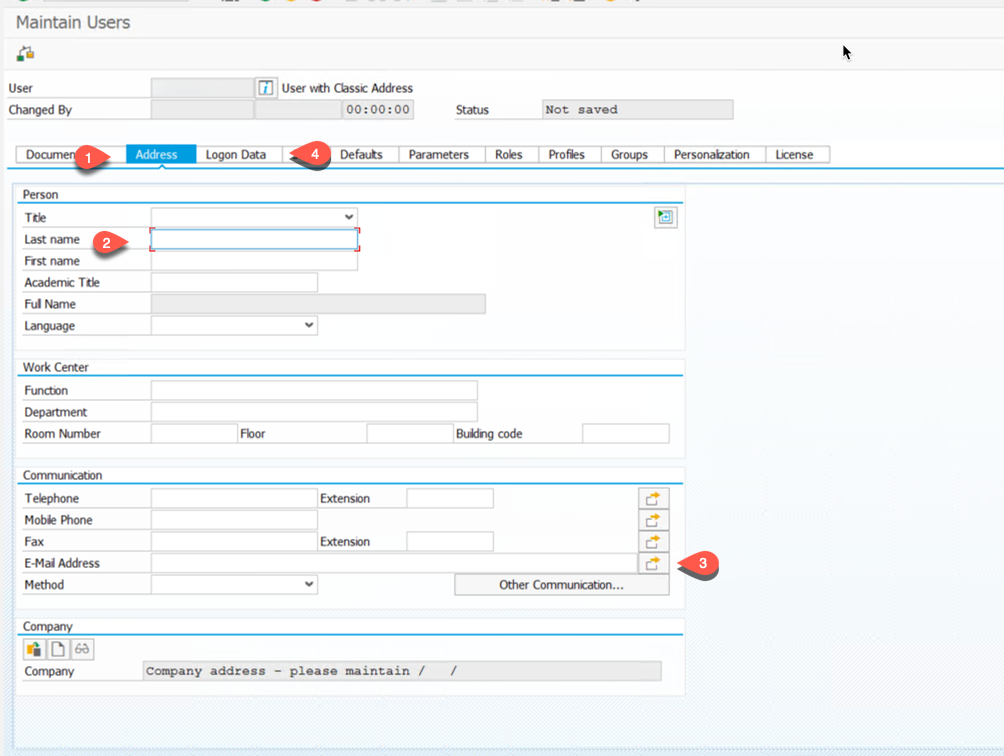 Maintain Users
User User with Classic Address
Changed By 00:00:00 Status Not saved
1 Address Logon Data 4 Defaults Parameters Roles Profiles Groups Personalization License
Person
Title
Last name 2
First name
Academic Title
Full Name
Language
Work Center
Function
Department
Room Number Floor Building code
Communication
Telephone Extension
Mobile Phone
Fax Extension
E-Mail Address 3
Method Other Communication...
Company
Company Company address - please maintain / /